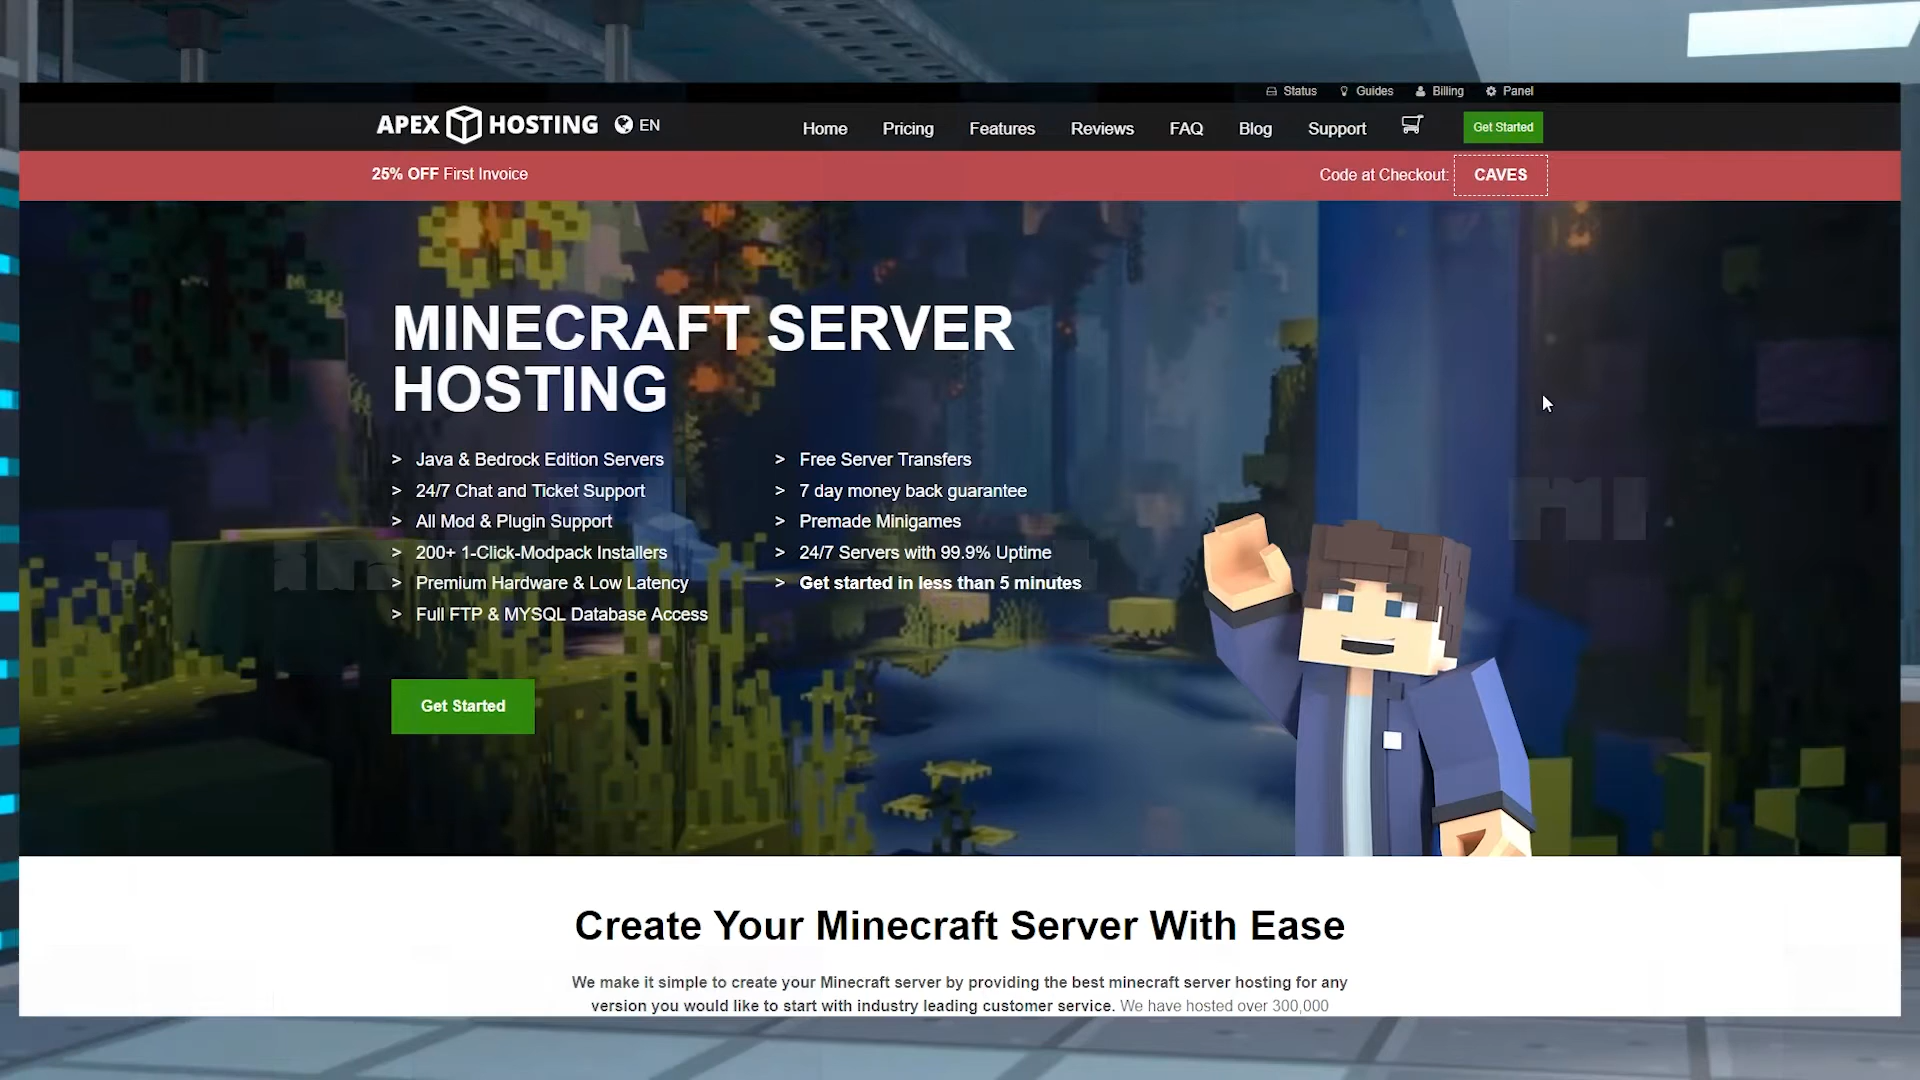 Status Guides Billing Panel
APEX HOSTING EN
Home Pricing Features Reviews FAQ Blog Support Get Started
25% OFF First Invoice
Code at Checkout: CAVES
MINECRAFT SERVER
HOSTING
> Java & Bedrock Edition Servers
> 24/7 Chat and Ticket Support
> All Mod & Plugin Support
> 200+ 1-Click-Modpack Installers
> Premium Hardware & Low Latency
> Full FTP & MYSQL Database Access
> Free Server Transfers
> 7 day money back guarantee
> Premade Minigames
> 24/7 Servers with 99.9% Uptime
> Get started in less than 5 minutes
Get Started
Create Your Minecraft Server With Ease
We make it simple to create your Minecraft server by providing the best minecraft server hosting for any
version you would like to start with industry leading customer service. We have hosted over 300,000